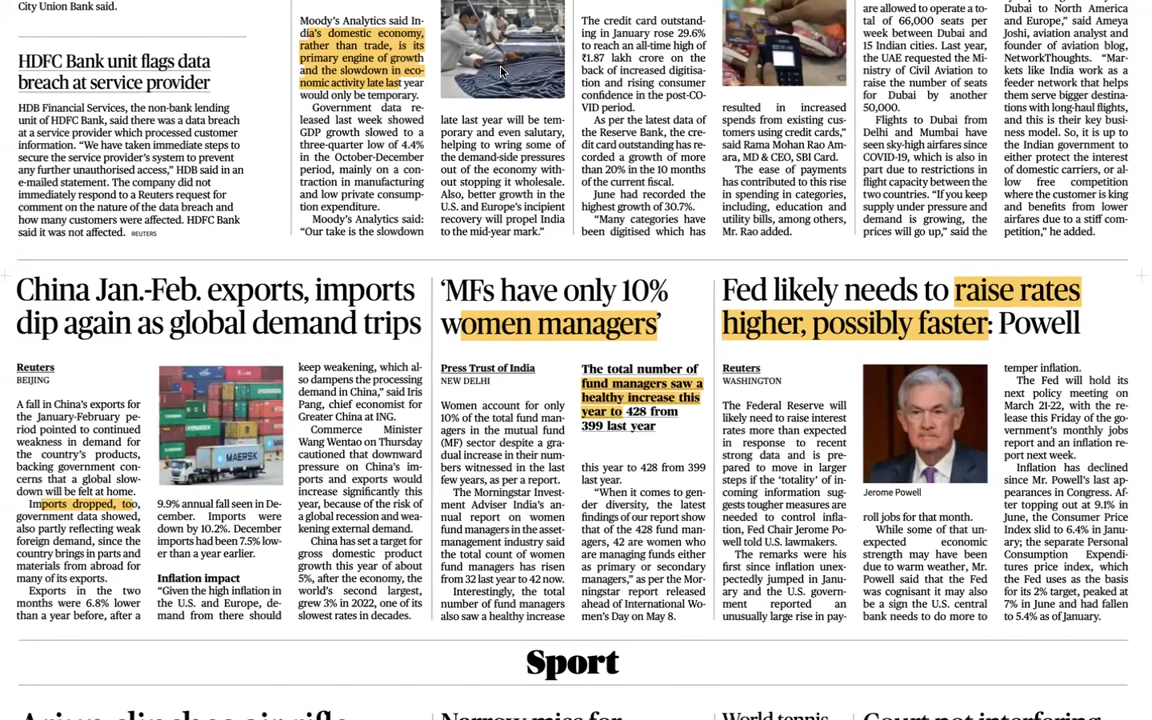 City Union Bank said.
HDFC Bank unit flags data
breach at service provider
HDB Financial Services, the non-bank lending
unit of HDFC Bank, said there was a data breach
at a service provider which processed customer
information. “We have taken immediate steps to
secure the service provider’s system to prevent
any further unauthorised access,” HDB said in an
e-mailed statement. The company did not
immediately respond to a Reuters request for
comment on the nature of the data breach and
how many customers were affected. HDFC Bank
said it was not affected. REUTERS
Moody’s Analytics said In-
dia’s domestic economy,
rather than trade, is its
primary engine of growth
and the slowdown in eco-
nomic activity late last year
would only be temporary.
Government data re-
leased last week showed
GDP growth slowed to a
three-quarter low of 4.4%
in the October-December
period, mainly on a con-
traction in manufacturing
and low private consump-
tion expenditure.
Moody’s Analytics said:
“Our take is the slowdown
late last year will be tem-
porary and even salutary,
helping to wring some of
the demand-side pressures
out of the economy with-
out stopping it wholesale.
Also, better growth in the
U.S. and Europe’s incipient
recovery will propel India
to the mid-year mark.”
The credit card outstand-
ing in January rose 29.6%
to reach an all-time high of
₹1.87 lakh crore on the
back of increased digitisa-
tion and rising consumer
confidence in the post-CO-
VID period.
As per the latest data of
the Reserve Bank, the cre-
dit card outstanding has re-
corded a growth of more
than 20% in the 10 months
of the current fiscal.
June had recorded the
highest growth of 30.7%.
“Many categories have
been digitised which has
resulted in increased
spends from existing cus-
tomers using credit cards,”
said Rama Mohan Rao Am-
ara, MD & CEO, SBI Card.
The ease of payments
has contributed to this rise
in spending in categories,
including, education and
utility bills, among others,
Mr. Rao added.
are allowed to operate a to-
tal of 66,000 seats per
week between Dubai and
15 Indian cities. Last year,
the UAE requested the Mi-
nistry of Civil Aviation to
raise the number of seats
for Dubai by another
50,000.
Flights to Dubai from
Delhi and Mumbai have
seen sky-high airfares since
COVID-19, which is also in
part due to restrictions in
flight capacity between the
two countries. “If you keep
supply under pressure and
demand is growing, the
prices will go up,” said the
Dubai to North America
and Europe,” said Ameya
Joshi, aviation analyst and
founder of aviation blog,
NetworkThoughts. “Mar-
kets like India work as a
feeder network that helps
them serve bigger destina-
tions with long-haul flights,
and this is their key busi-
ness model. So, it is up to
the Indian government to
either protect the interest
of domestic carriers, or al-
low free competition
where the customer is king
and benefits from lower
airfares due to a stiff com-
petition,” he added.
China Jan.-Feb. exports, imports
dip again as global demand trips
Reuters
BEIJING
A fall in China’s exports for
the January-February pe-
riod pointed to continued
weakness in demand for
the country’s products,
backing government con-
cerns that a global slow-
down will be felt at home.
Imports dropped, too,
government data showed,
also partly reflecting weak
foreign demand, since the
country brings in parts and
materials from abroad for
many of its exports.
Exports in the two
months were 6.8% lower
than a year before, after a
MAERSK
9.9% annual fall seen in De-
cember. Imports were
down by 10.2%. December
imports had been 7.5% low-
er than a year earlier.
Inflation impact
“Given the high inflation in
the U.S. and Europe, de-
mand from there should
keep weakening, which al-
so dampens the processing
demand in China,” said Iris
Pang, chief economist for
Greater China at ING.
Commerce Minister
Wang Wentao on Thursday
cautioned that downward
pressure on China’s im-
ports and exports would
increase significantly this
year, because of the risk of
a global recession and wea-
kening external demand.
China has set a target for
gross domestic product
growth this year of about
5%, after the economy, the
world’s second largest,
grew 3% in 2022, one of its
slowest rates in decades.
‘MFs have only 10%
women managers’
Press Trust of India
NEW DELHI
Women account for only
10% of the total fund man-
agers in the mutual fund
(MF) sector despite a gra-
dual increase in their num-
bers witnessed in the last
few years, as per a report.
The Morningstar Invest-
ment Adviser India’s an-
nual report on women
fund managers in the asset-
management industry said
the total count of women
fund managers has risen
from 32 last year to 42 now.
Interestingly, the total
number of fund managers
also saw a healthy increase
The total number of
fund managers saw a
healthy increase this
year to 428 from
399 last year
this year to 428 from 399
last year.
“When it comes to gen-
der diversity, the latest
findings of our report show
that of the 428 fund man-
agers, 42 are women who
are managing funds either
as primary or secondary
managers,” as per the Mor-
ningstar report released
ahead of International Wo-
men’s Day on May 8.
Fed likely needs to raise rates
higher, possibly faster: Powell
Reuters
WASHINGTON
The Federal Reserve will
likely need to raise interest
rates more than expected
in response to recent
strong data and is pre-
pared to move in larger
steps if the ‘totality’ of in-
coming information sug-
gests tougher measures are
needed to control infla-
tion, Fed Chair Jerome Po-
well told U.S. lawmakers.
The remarks were his
first since inflation unex-
pectedly jumped in Janu-
ary and the U.S. govern-
ment reported an
unusually large rise in pay-
Jerome Powell
roll jobs for that month.
While some of that un-
expected economic
strength may have been
due to warm weather, Mr.
Powell said that the Fed
was cognisant it may also
be a sign the U.S. central
bank needs to do more to
temper inflation.
The Fed will hold its
next policy meeting on
March 21-22, with the re-
lease this Friday of the go-
vernment’s monthly jobs
report and an inflation re-
port next week.
Inflation has declined
since Mr. Powell’s last ap-
pearances in Congress. Af-
ter topping out at 9.1% in
June, the Consumer Price
Index slid to 6.4% in Janu-
ary; the separate Personal
Consumption Expendi-
tures price index, which
the Fed uses as the basis
for its 2% target, peaked at
7% in June and had fallen
to 5.4% as of January.
Sport
World tennis